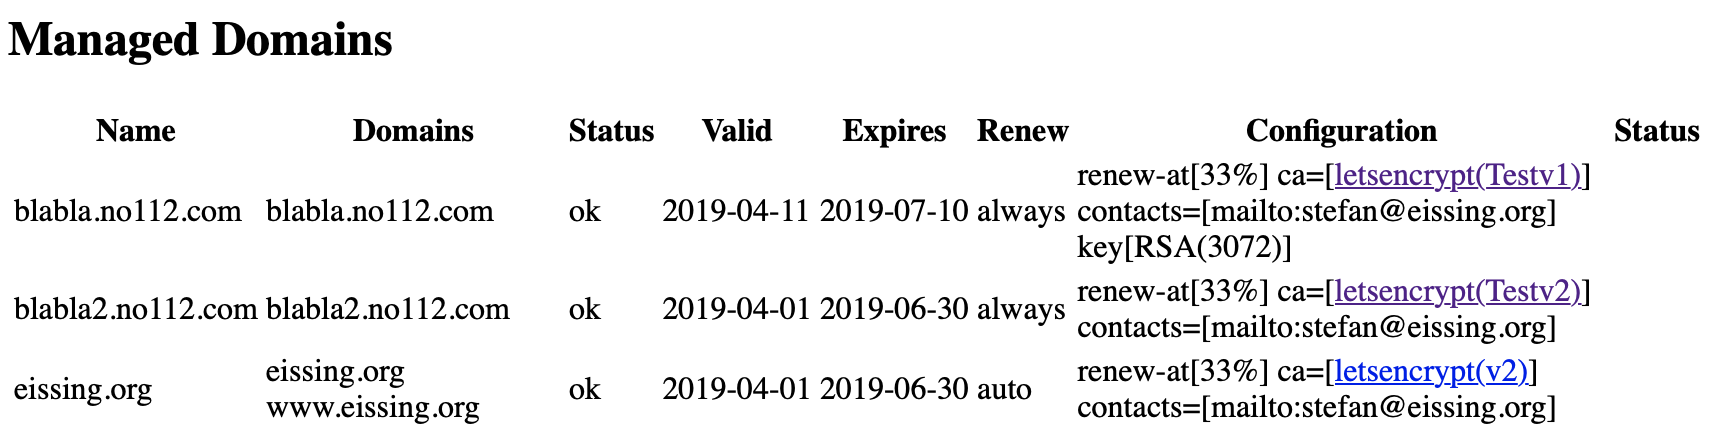 Managed Domains
Name Domains Status Valid Expires Renew Configuration Status
blabla.no112.com blabla.no112.com ok 2019-04-11 2019-07-10 always renew-at[33%] ca=[letsencrypt(Testv1)]
contacts=[mailto:stefan@eissing.org]
key[RSA(3072)]
blabla2.no112.com blabla2.no112.com ok 2019-04-01 2019-06-30 always renew-at[33%] ca=[letsencrypt(Testv2)]
contacts=[mailto:stefan@eissing.org]
eissing.org eissing.org
www.eissing.org ok 2019-04-01 2019-06-30 auto renew-at[33%] ca=[letsencrypt(v2)]
contacts=[mailto:stefan@eissing.org]